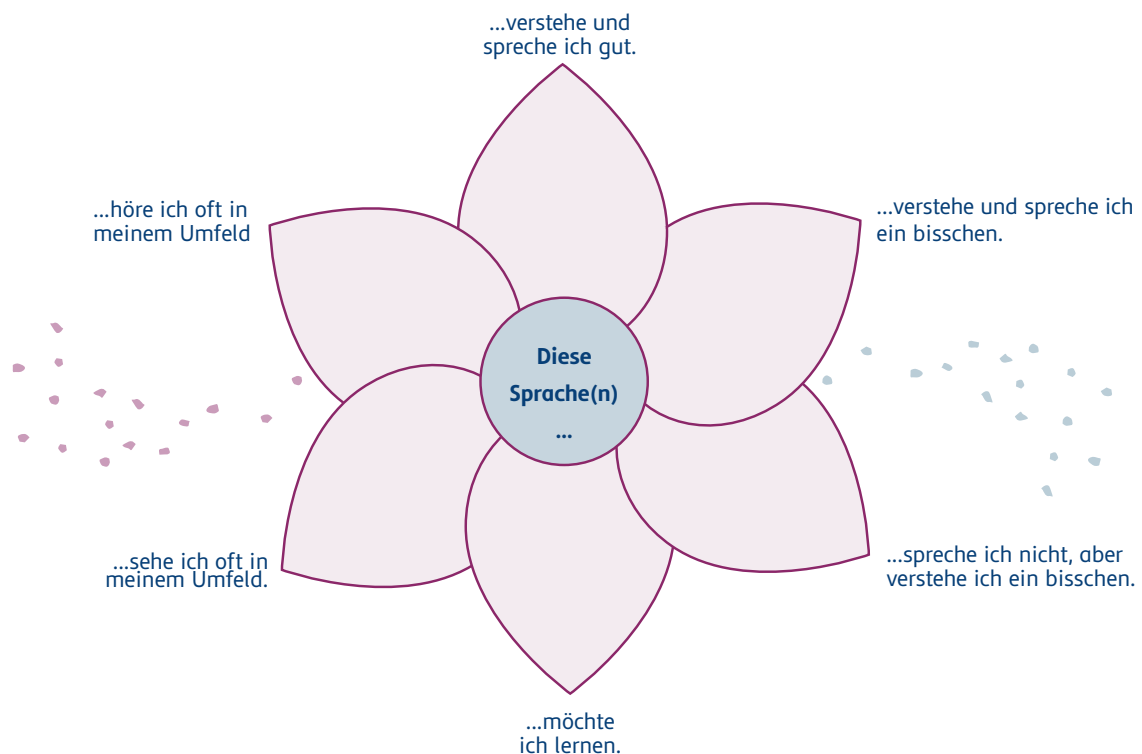 ...verstehe und
spreche ich gut.
...höre ich oft in
meinem Umfeld
...verstehe und spreche ich
ein bisschen.
Diese
Sprache(n)
...
...sehe ich oft in
meinem Umfeld.
...spreche ich nicht, aber
verstehe ich ein bisschen.
...möchte
ich lernen.